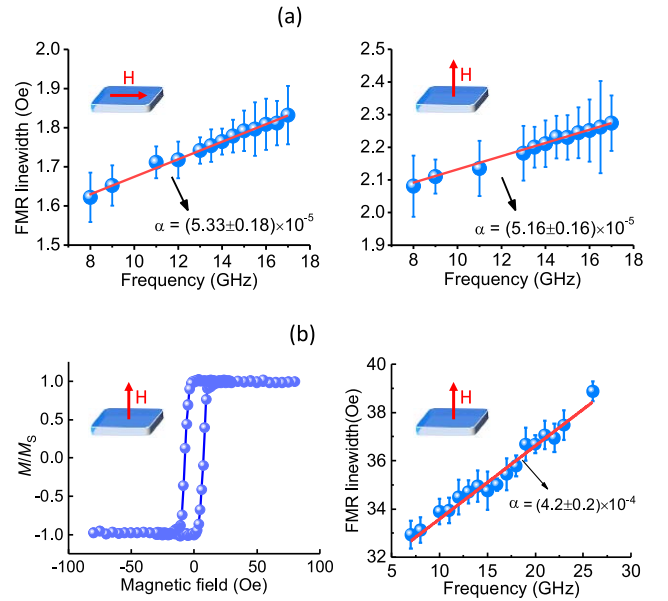 (a)
H
FMR linewidth (Oe)
1.9
1.8
1.7
1.6
1.5
α = (5.33±0.18)×10-5
8 10 12 14 16 18
Frequency (GHz)
H
2.4
2.3
2.2
2.1
2.0
1.9
α = (5.16±0.16)×10-5
8 10 12 14 16 18
Frequency (GHz)
(b)
H
M/MS
1.0
0.5
0.0
-0.5
-1.0
-100 -50 0 50 100
Magnetic field (Oe)
H
FMR linewidth(Oe)
40
38
36
34
32
α = (4.2±0.2)×10-4
5 10 15 20 25 30
Frequency (GHz)